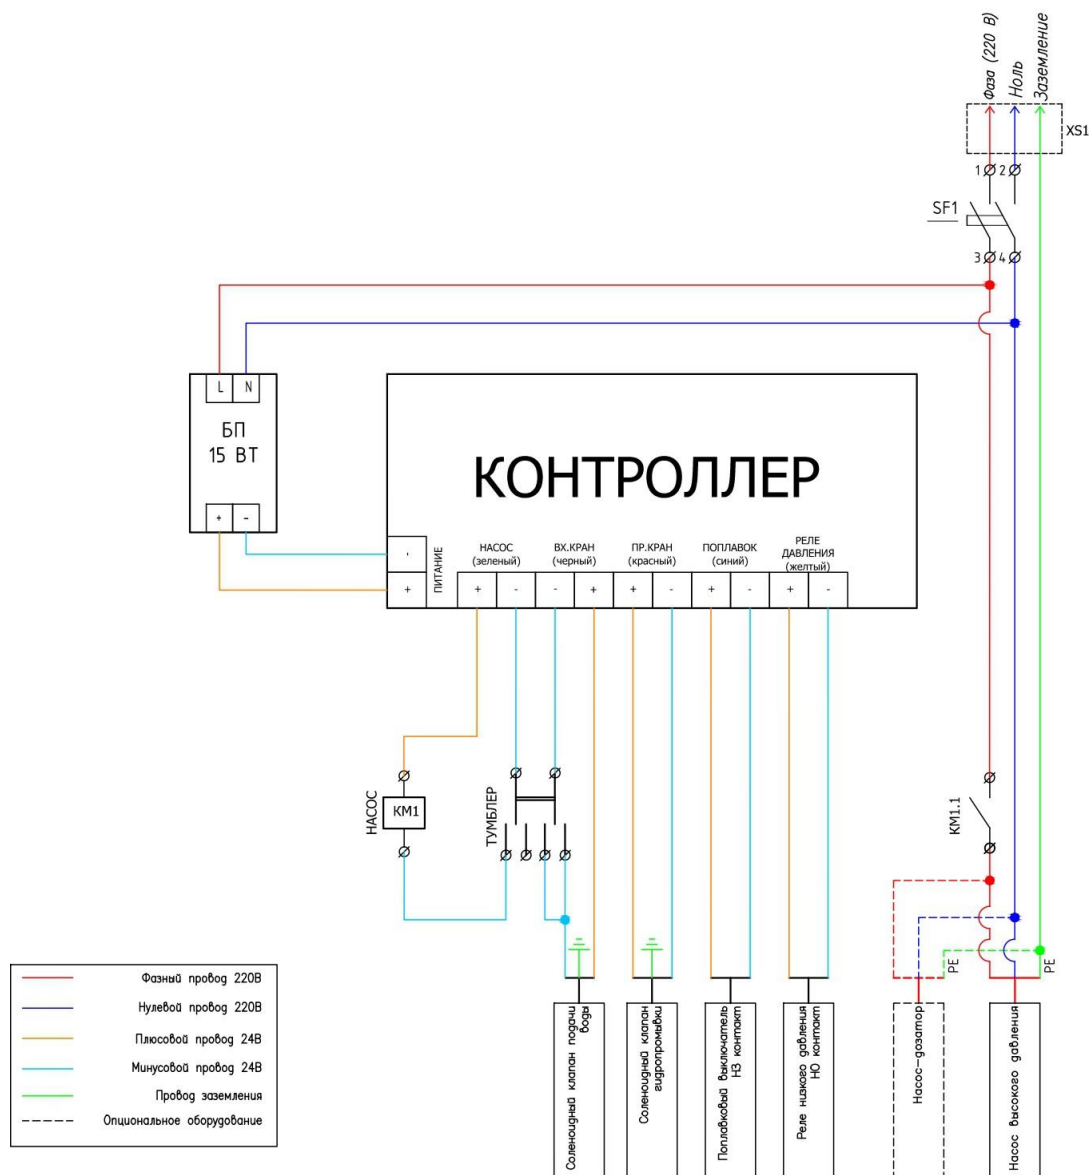 Фаза (220 В)
Ноль
Заземление
XS1
1
2
SF1
3
4
L
N
БП
15 ВТ
+
-
КОНТРОЛЛЕР
-
+
ПИТАНИЕ
НАСОС
(зеленый)
ВХ.КРАН
(черный)
ПР.КРАН
(красный)
ПОПЛАВОК
(синий)
РЕЛЕ
ДАВЛЕНИЯ
(желтый)
+
-
-
+
+
-
+
-
+
-
НАСОС
КМ1
ТУМБЛЕР
КМ1.1
PE
PE
Соленоидный клапан подачи
воды
Соленоидный клапан
гидропромывки
Поплавковый выключатель
НЗ контакт
Реле низкого давления
НО контакт
Насос-дозатор
Насос высокого давления
Фазный провод 220В
Нулевой провод 220В
Плюсовой провод 24В
Минусовой провод 24В
Провод заземления
Опциональное оборудование